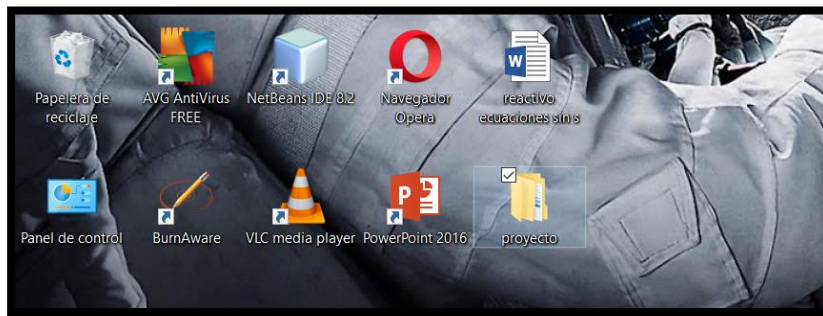 Papelera de
reciclaje
AVG AntiVirus
FREE
NetBeans IDE 8.2
Navegador
Opera
W
reactivo
ecuaciones sin s
Panel de control
BurnAware
VLC media player
P
PowerPoint 2016
proyecto